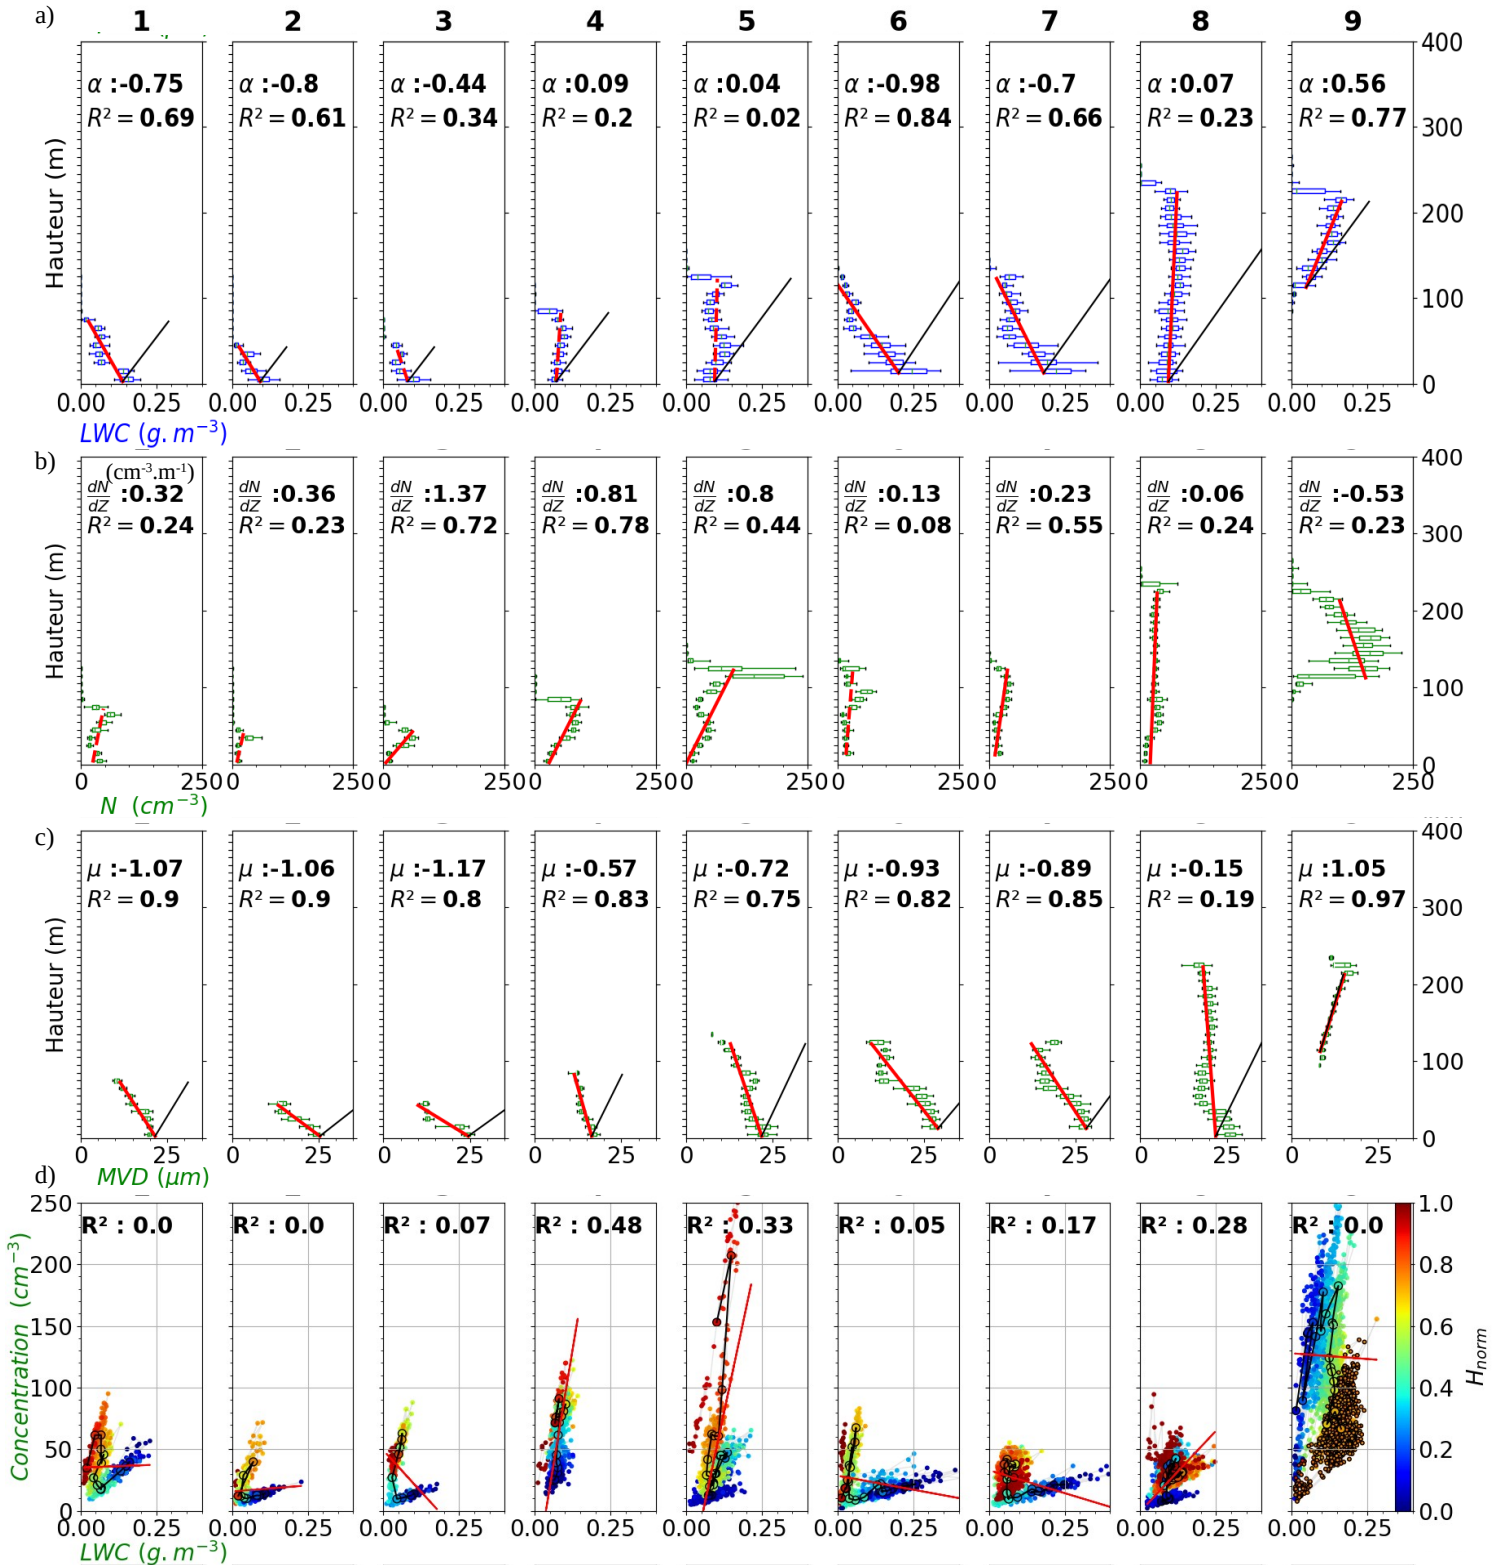 a) 1 2 3 4 5 6 7 8 9
α :-0.75 α :-0.8 α :-0.44 α :0.09 α :0.04 α :-0.98 α :-0.7 α :0.07 α :0.56
R² = 0.69 R² = 0.61 R² = 0.34 R² = 0.2 R² = 0.02 R² = 0.84 R² = 0.66 R² = 0.23 R² = 0.77
Hauteur (m)
400
300
200
100
0
0.00 0.25 0.00 0.25 0.00 0.25 0.00 0.25 0.00 0.25 0.00 0.25 0.00 0.25 0.00 0.25 0.00 0.25
LWC (g.m⁻³)
b)
(cm⁻³.m⁻¹)
dN/dZ :0.32 dN/dZ :0.36 dN/dZ :1.37 dN/dZ :0.81 dN/dZ :0.8 dN/dZ :0.13 dN/dZ :0.23 dN/dZ :0.06 dN/dZ :-0.53
R² = 0.24 R² = 0.23 R² = 0.72 R² = 0.78 R² = 0.44 R² = 0.08 R² = 0.55 R² = 0.24 R² = 0.23
Hauteur (m)
400
300
200
100
0
0 250 250 250 250 250 250 250 250 250
N (cm⁻³)
c)
μ :-1.07 μ :-1.06 μ :-1.17 μ :-0.57 μ :-0.72 μ :-0.93 μ :-0.89 μ :-0.15 μ :1.05
R² = 0.9 R² = 0.9 R² = 0.8 R² = 0.83 R² = 0.75 R² = 0.82 R² = 0.85 R² = 0.19 R² = 0.97
Hauteur (m)
400
300
200
100
0
0 25 0 25 0 25 0 25 0 25 0 25 0 25 0 25 0 25
MVD (μm)
d)
R² : 0.0 R² : 0.0 R² : 0.07 R² : 0.48 R² : 0.33 R² : 0.05 R² : 0.17 R² : 0.28 R² : 0.0
Concentration (cm⁻³)
250
200
150
100
50
0
1.0
0.8
0.6
0.4
0.2
0.0
H_norm
0.00 0.25 0.00 0.25 0.00 0.25 0.00 0.25 0.00 0.25 0.00 0.25 0.00 0.25 0.00 0.25 0.00 0.25
LWC (g.m⁻³)